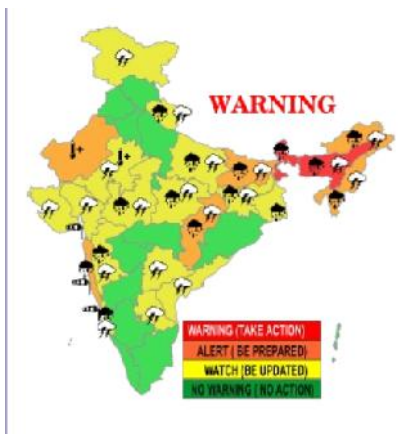 WARNING
WARNING (TAKE ACTION)
ALERT ( BE PREPARED)
WATCH (BE UPDATED)
NO WARNING ( NO ACTION)